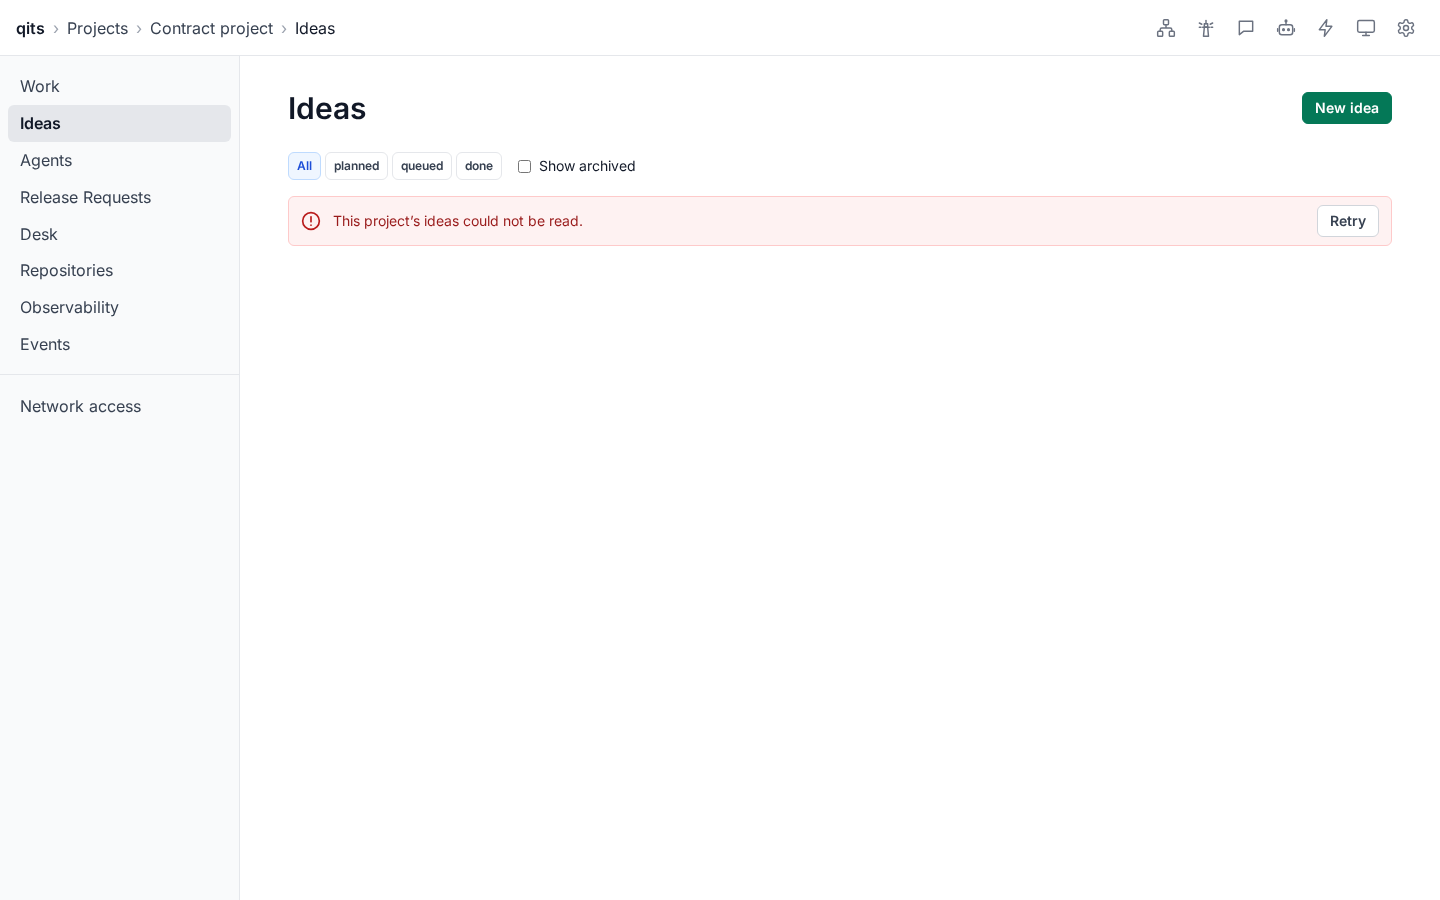 qits › Projects › Contract project › Ideas
Work
Ideas
Agents
Release Requests
Desk
Repositories
Observability
Events
Network access
Ideas
New idea
All planned queued done Show archived
This project’s ideas could not be read. Retry